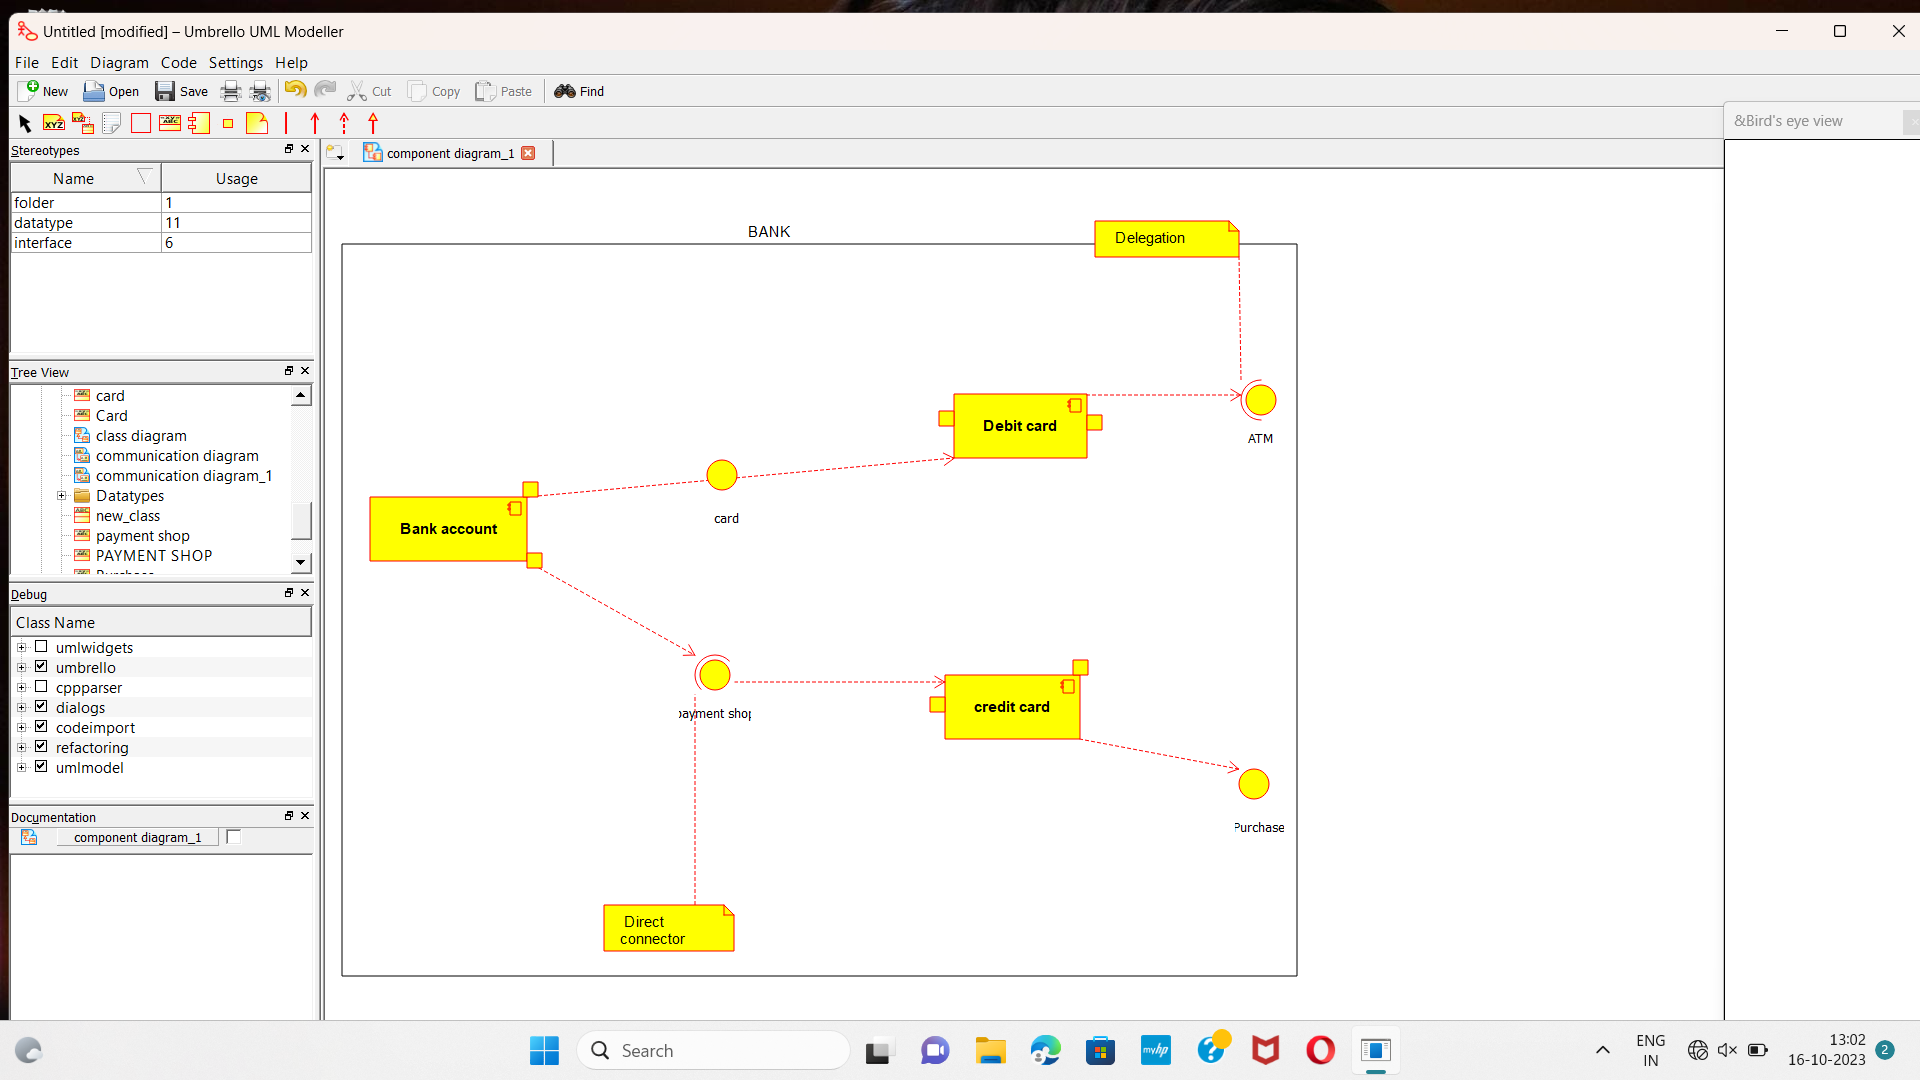 Untitled [modified] – Umbrello UML Modeller
File Edit Diagram Code Settings Help
New Open Save Cut Copy Paste Find
&Bird's eye view
Stereotypes
component diagram_1
Name Usage
folder 1
datatype 11
interface 6
Tree View
card
Card
class diagram
communication diagram
communication diagram_1
Datatypes
new_class
payment shop
PAYMENT SHOP
Debug
Class Name
umlwidgets
umbrello
cppparser
dialogs
codeimport
refactoring
umlmodel
Documentation
component diagram_1
BANK
Delegation
Debit card
ATM
card
Bank account
payment shop
credit card
Purchase
Direct
connector
Search
myhp
ENG
IN
13:02
16-10-2023
2